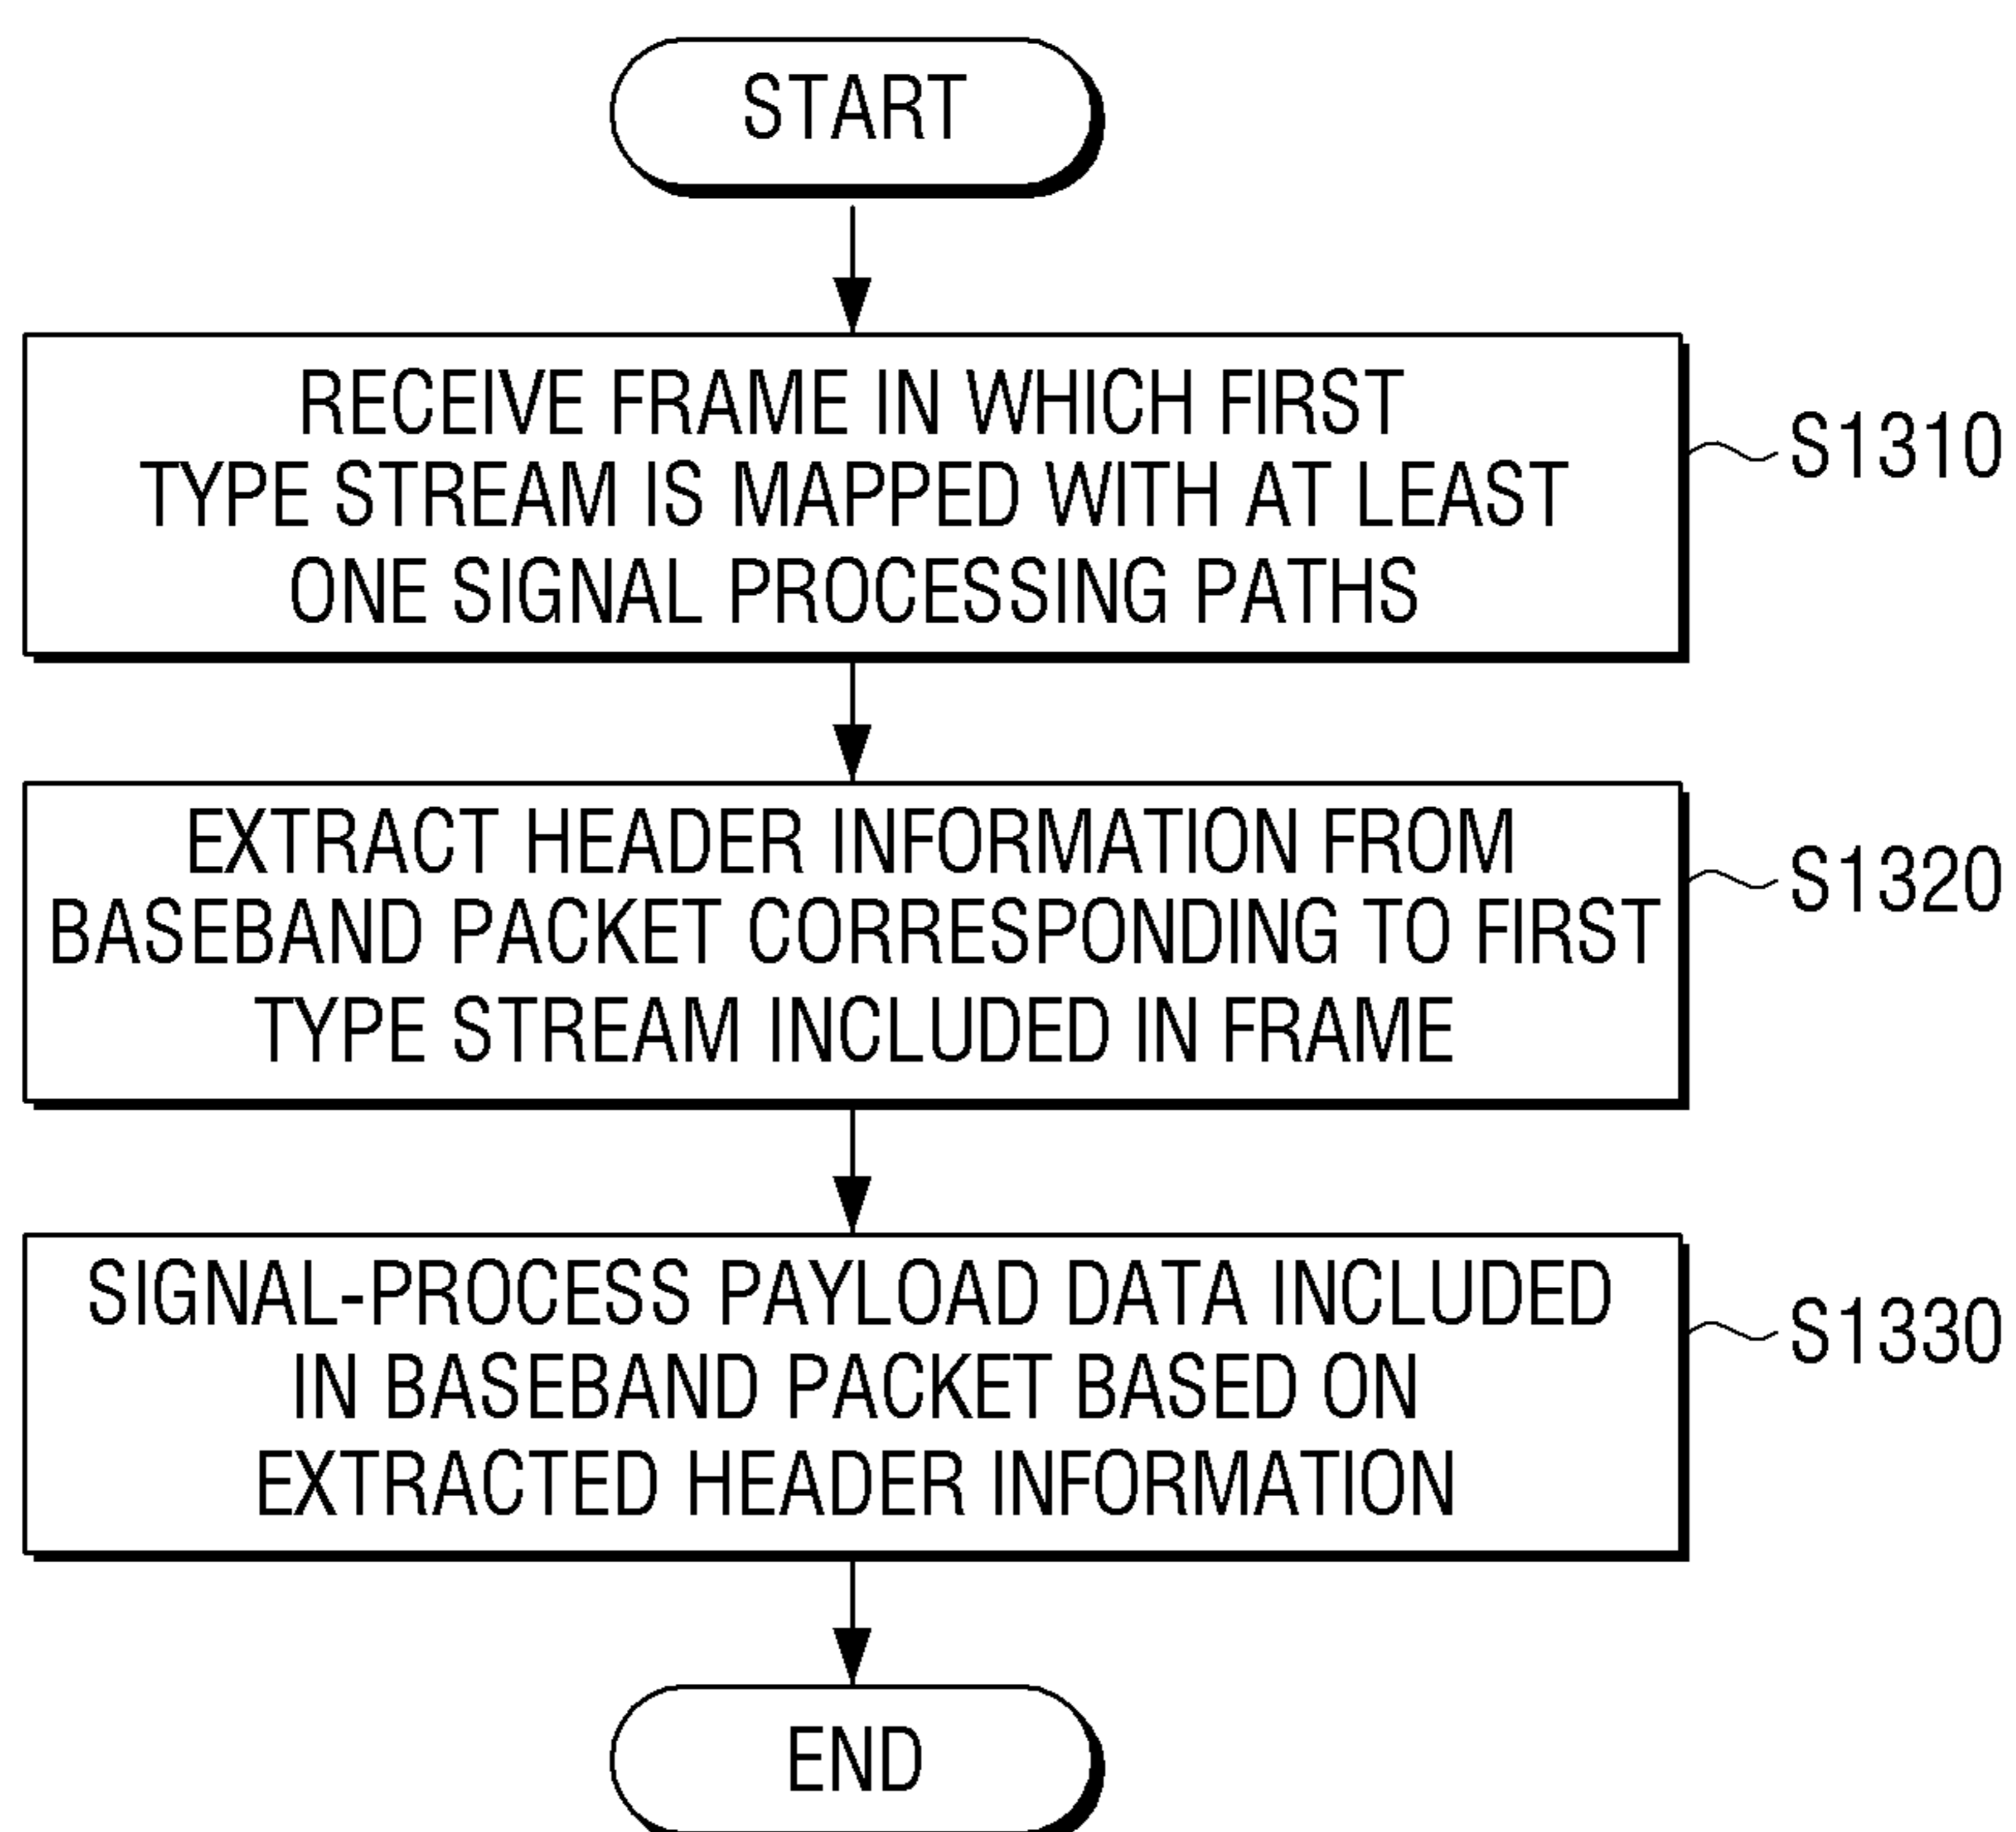 START
RECEIVE FRAME IN WHICH FIRST
TYPE STREAM IS MAPPED WITH AT LEAST
ONE SIGNAL PROCESSING PATHS
S1310
EXTRACT HEADER INFORMATION FROM
BASEBAND PACKET CORRESPONDING TO FIRST
TYPE STREAM INCLUDED IN FRAME
S1320
SIGNAL-PROCESS PAYLOAD DATA INCLUDED
IN BASEBAND PACKET BASED ON
EXTRACTED HEADER INFORMATION
S1330
END